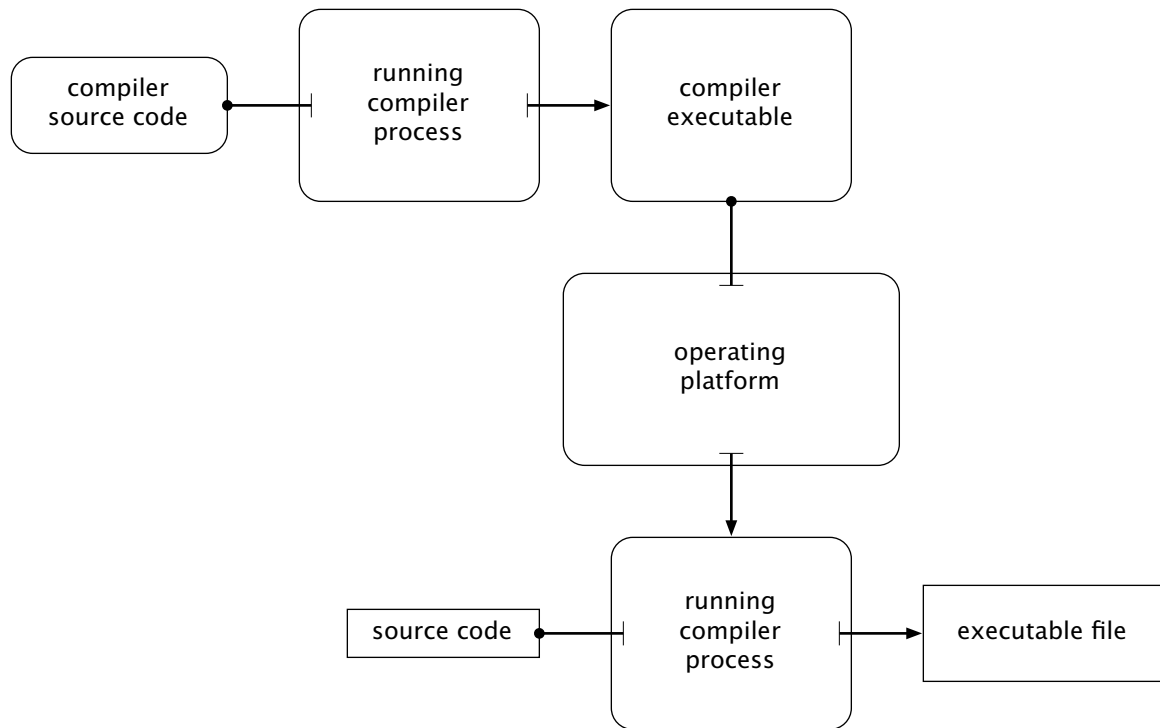 compiler
source code
running
compiler
process
compiler
executable
operating
platform
source code
running
compiler
process
executable file